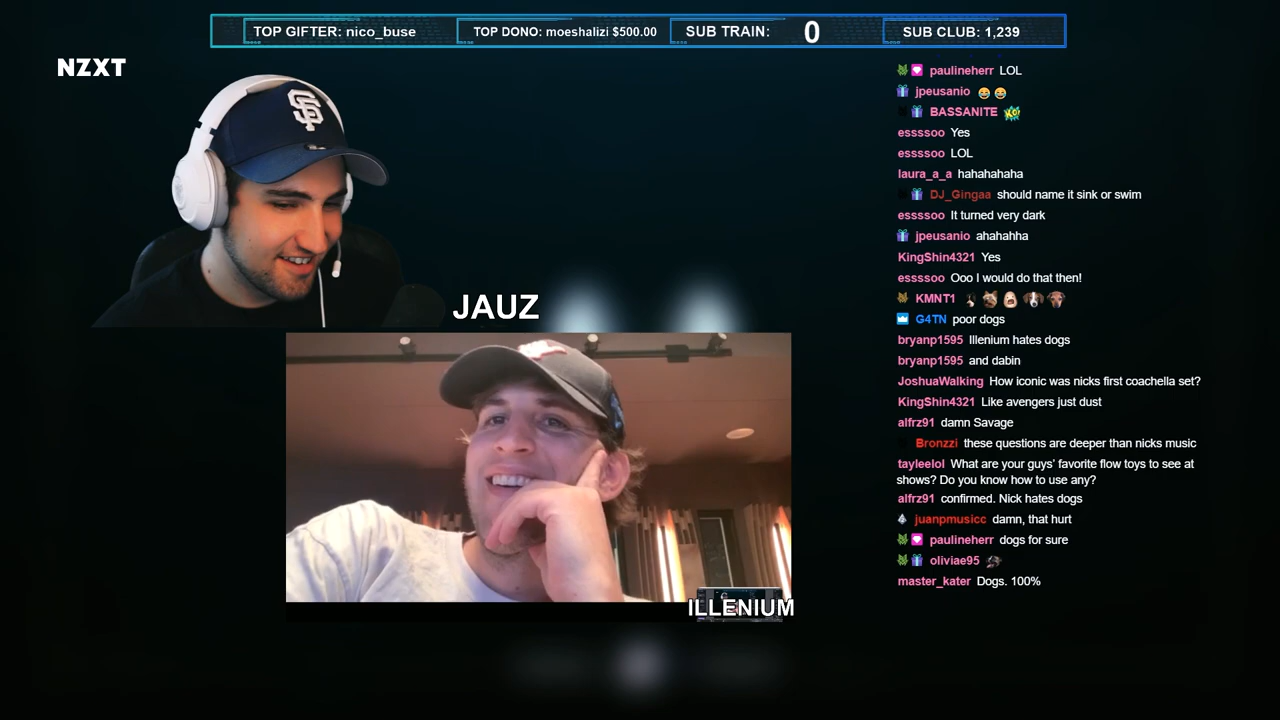 TOP GIFTER: nico_buse
TOP DONO: moeshalizi $500.00
SUB TRAIN: 0
SUB CLUB: 1,239
NZXT
SF
JAUZ
ILLENIUM
paulineherr LOL
jpeusanio
BASSANITE
essssoo Yes
essssoo LOL
laura_a_a hahahahaha
DJ_Gingaa should name it sink or swim
essssoo It turned very dark
jpeusanio ahahahha
KingShin4321 Yes
essssoo Ooo I would do that then!
KMNT1
G4TN poor dogs
bryanp1595 Illenium hates dogs
bryanp1595 and dabin
JoshuaWalking How iconic was nicks first coachella set?
KingShin4321 Like avengers just dust
alfrz91 damn Savage
Bronzzi these questions are deeper than nicks music
tayleelol What are your guys' favorite flow toys to see at
shows? Do you know how to use any?
alfrz91 confirmed. Nick hates dogs
juanpmusicc damn, that hurt
paulineherr dogs for sure
oliviae95
master_kater Dogs. 100%